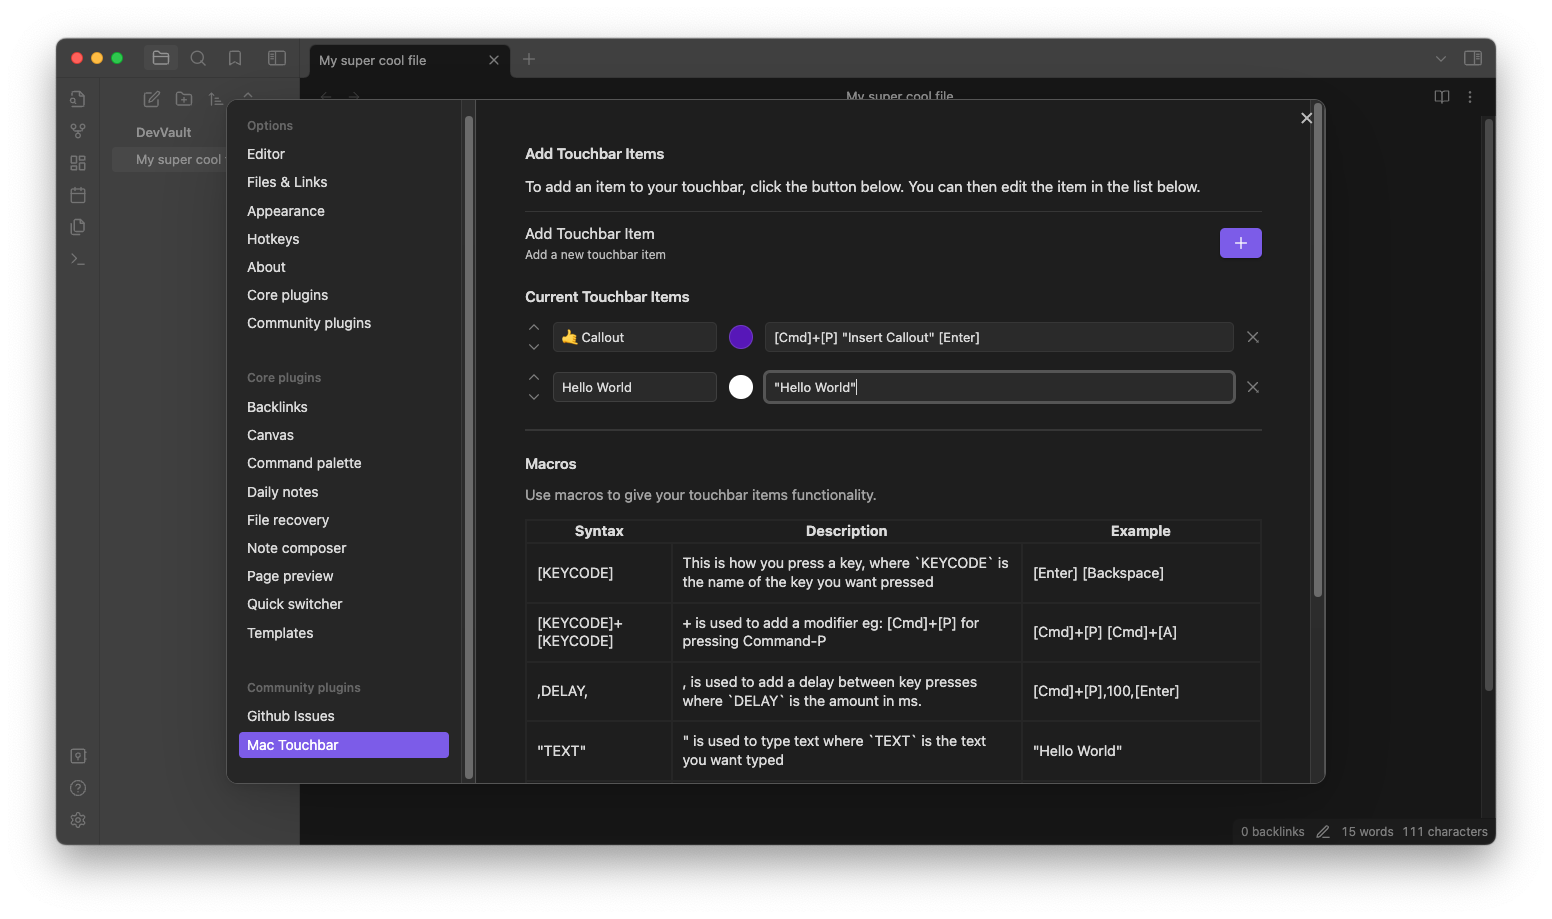 My super cool file
My super cool file
DevVault
My super cool
Options
Editor
Files & Links
Appearance
Hotkeys
About
Core plugins
Community plugins
Core plugins
Backlinks
Canvas
Command palette
Daily notes
File recovery
Note composer
Page preview
Quick switcher
Templates
Community plugins
Github Issues
Mac Touchbar
Add Touchbar Items
To add an item to your touchbar, click the button below. You can then edit the item in the list below.
Add Touchbar Item
Add a new touchbar item
Current Touchbar Items
🤙 Callout
[Cmd]+[P] "Insert Callout" [Enter]
Hello World
"Hello World"
Macros
Use macros to give your touchbar items functionality.
Syntax Description Example
[KEYCODE]
This is how you press a key, where `KEYCODE` is
the name of the key you want pressed
[Enter] [Backspace]
[KEYCODE]+
[KEYCODE]
+ is used to add a modifier eg: [Cmd]+[P] for
pressing Command-P
[Cmd]+[P] [Cmd]+[A]
,DELAY,
, is used to add a delay between key presses
where `DELAY` is the amount in ms.
[Cmd]+[P],100,[Enter]
"TEXT"
" is used to type text where `TEXT` is the text
you want typed
"Hello World"
0 backlinks 15 words 111 characters